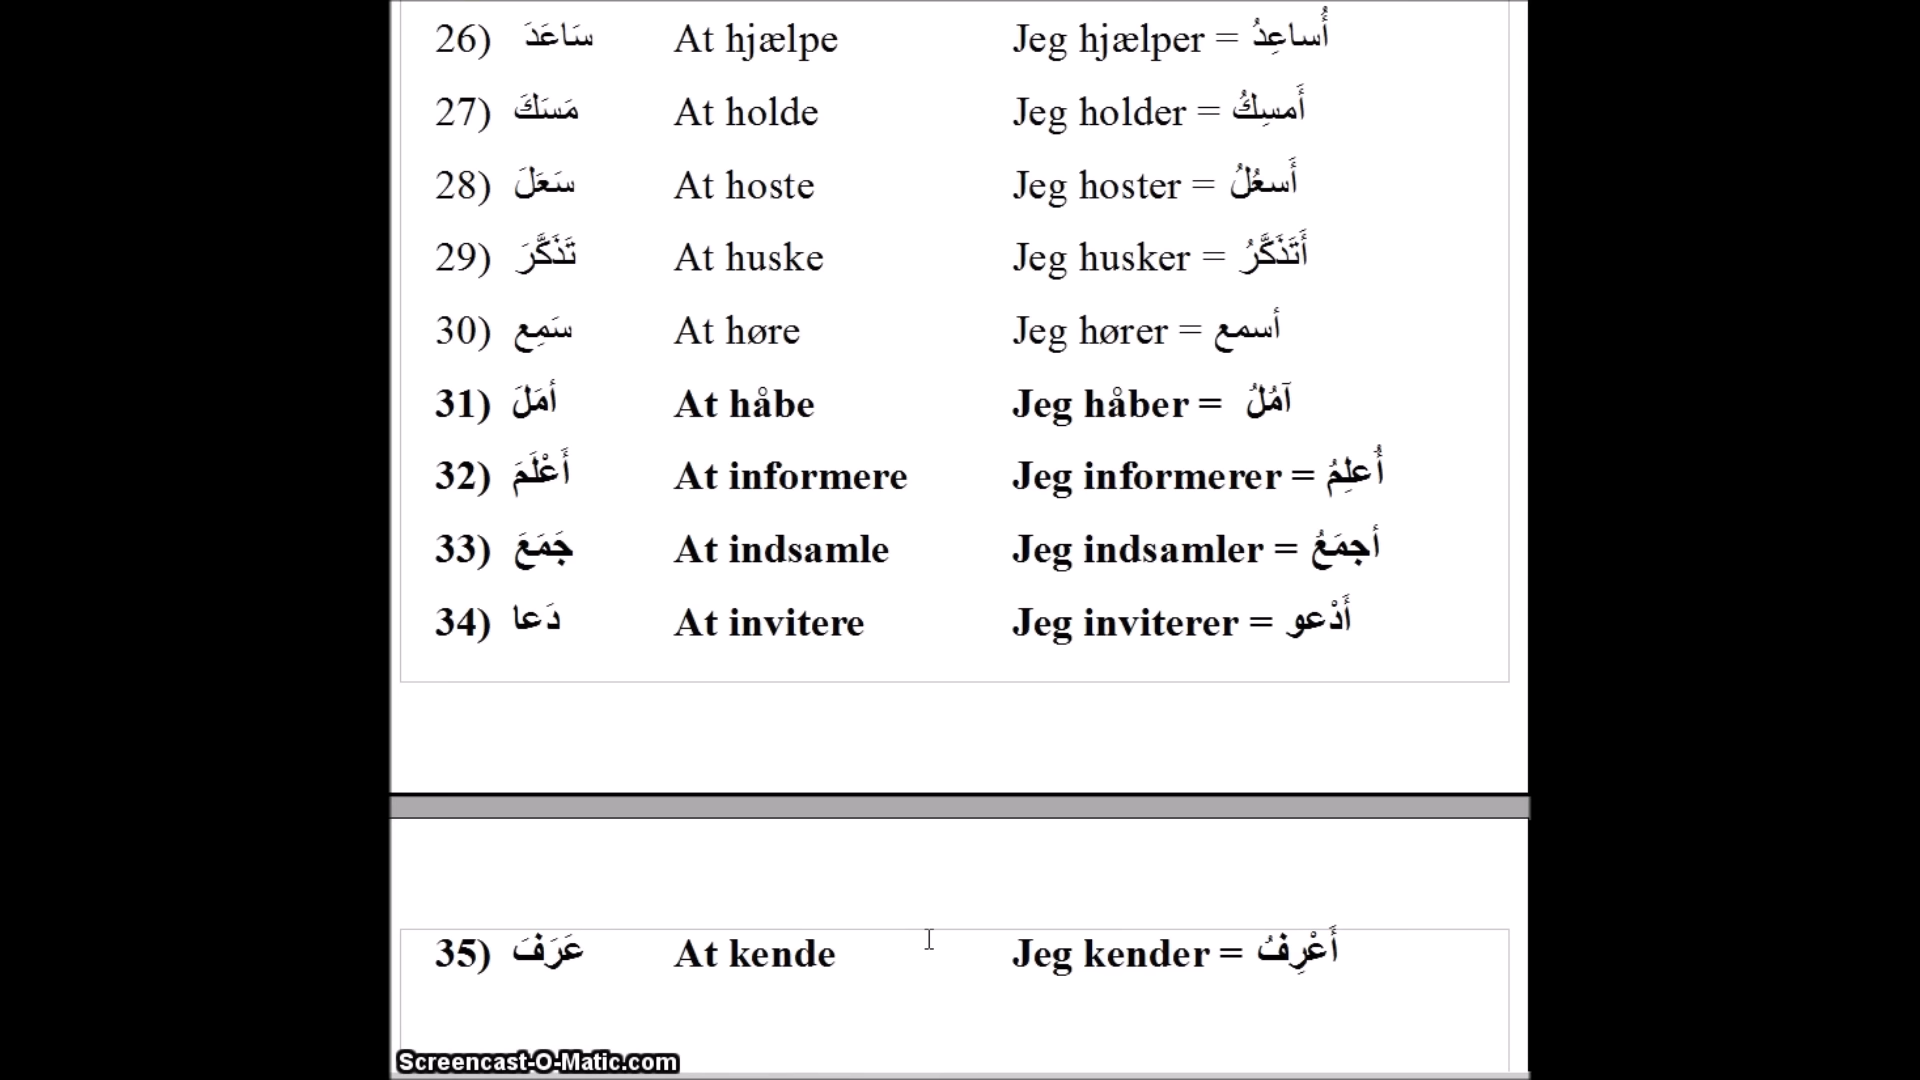 26) سَاعَدَ At hjælpe Jeg hjælper = أُساعِدُ
27) مَسَكَ At holde Jeg holder = أَمسِكُ
28) سَعَلَ At hoste Jeg hoster = أَسعُلُ
29) تَذَكَّرَ At huske Jeg husker = أَتَذَكَّرُ
30) سَمِع At høre Jeg hører = أسمع
31) أمَلَ At håbe Jeg håber = آمُلُ
32) أَعْلَمَ At informere Jeg informerer = أُعلِمُ
33) جَمَعَ At indsamle Jeg indsamler = أجمَعُ
34) دَعا At invitere Jeg inviterer = أَدْعو
35) عَرَفَ At kende Jeg kender = أَعْرِفُ
Screencast-O-Matic.com